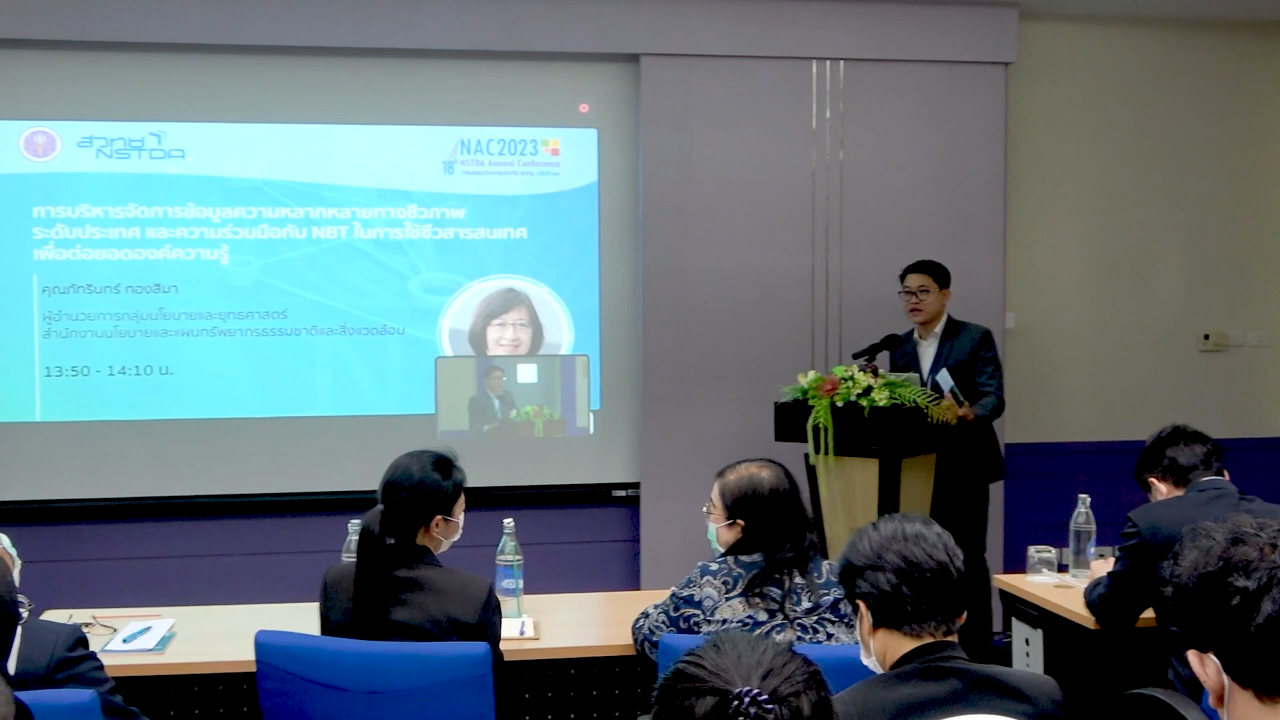 สวทช
NSTDA
18th NAC2023
NSTDA Annual Conference
การบริหารจัดการข้อมูลความหลากหลายทางชีวภาพ
ระดับประเทศ และความร่วมมือกับ NBT ในการใช้ชีวสารสนเทศ
เพื่อต่อยอดองค์ความรู้
คุณภัทรินทร์ ทองสิมา
ผู้อำนวยการกลุ่มนโยบายและยุทธศาสตร์
สำนักงานนโยบายและแผนทรัพยากรธรรมชาติและสิ่งแวดล้อม
13:50 - 14:10 น.